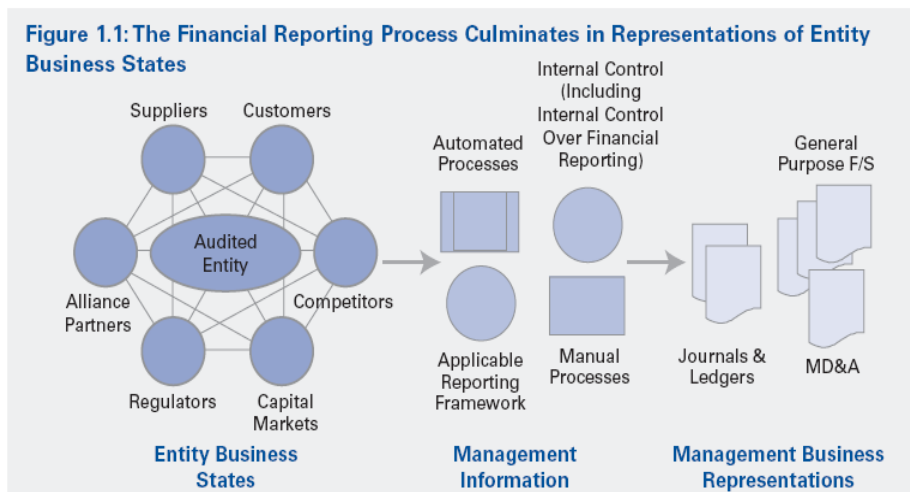 Figure 1.1: The Financial Reporting Process Culminates in Representations of Entity
Business States
Suppliers
Customers
Audited
Entity
Alliance
Partners
Competitors
Regulators
Capital
Markets
Entity Business
States
Automated
Processes
Internal Control
(Including
Internal Control
Over Financial
Reporting)
Applicable
Reporting
Framework
Manual
Processes
Management
Information
General
Purpose F/S
Journals &
Ledgers
MD&A
Management Business
Representations